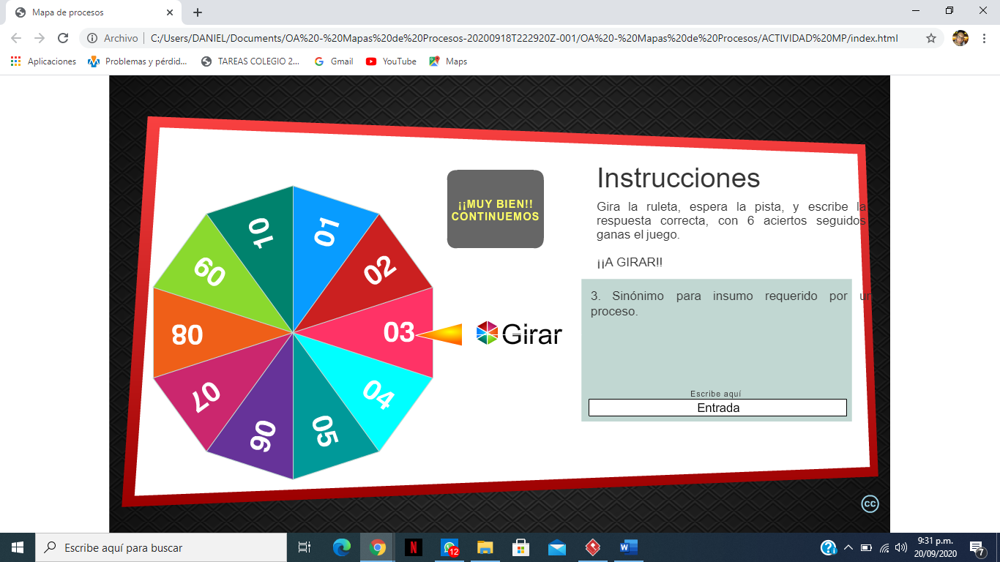 Mapa de procesos
Archivo
C:/Users/DANIEL/Documents/OA%20-%20Mapas%20de%20Procesos-20200918T222920Z-001/OA%20-%20Mapas%20de%20Procesos/ACTIVIDAD%20MP/index.html
Aplicaciones
Problemas y pérdid...
TAREAS COLEGIO 2...
Gmail
YouTube
Maps
01
02
03
04
05
06
07
08
09
10
¡¡MUY BIEN!!
CONTINUEMOS
Girar
Instrucciones
Gira la ruleta, espera la pista, y escribe la
respuesta correcta, con 6 aciertos seguidos
ganas el juego.
¡¡A GIRAR!!
3. Sinónimo para insumo requerido por un
proceso.
Escribe aquí
Entrada
cc
Escribe aquí para buscar
12
9:31 p.m.
20/09/2020
7